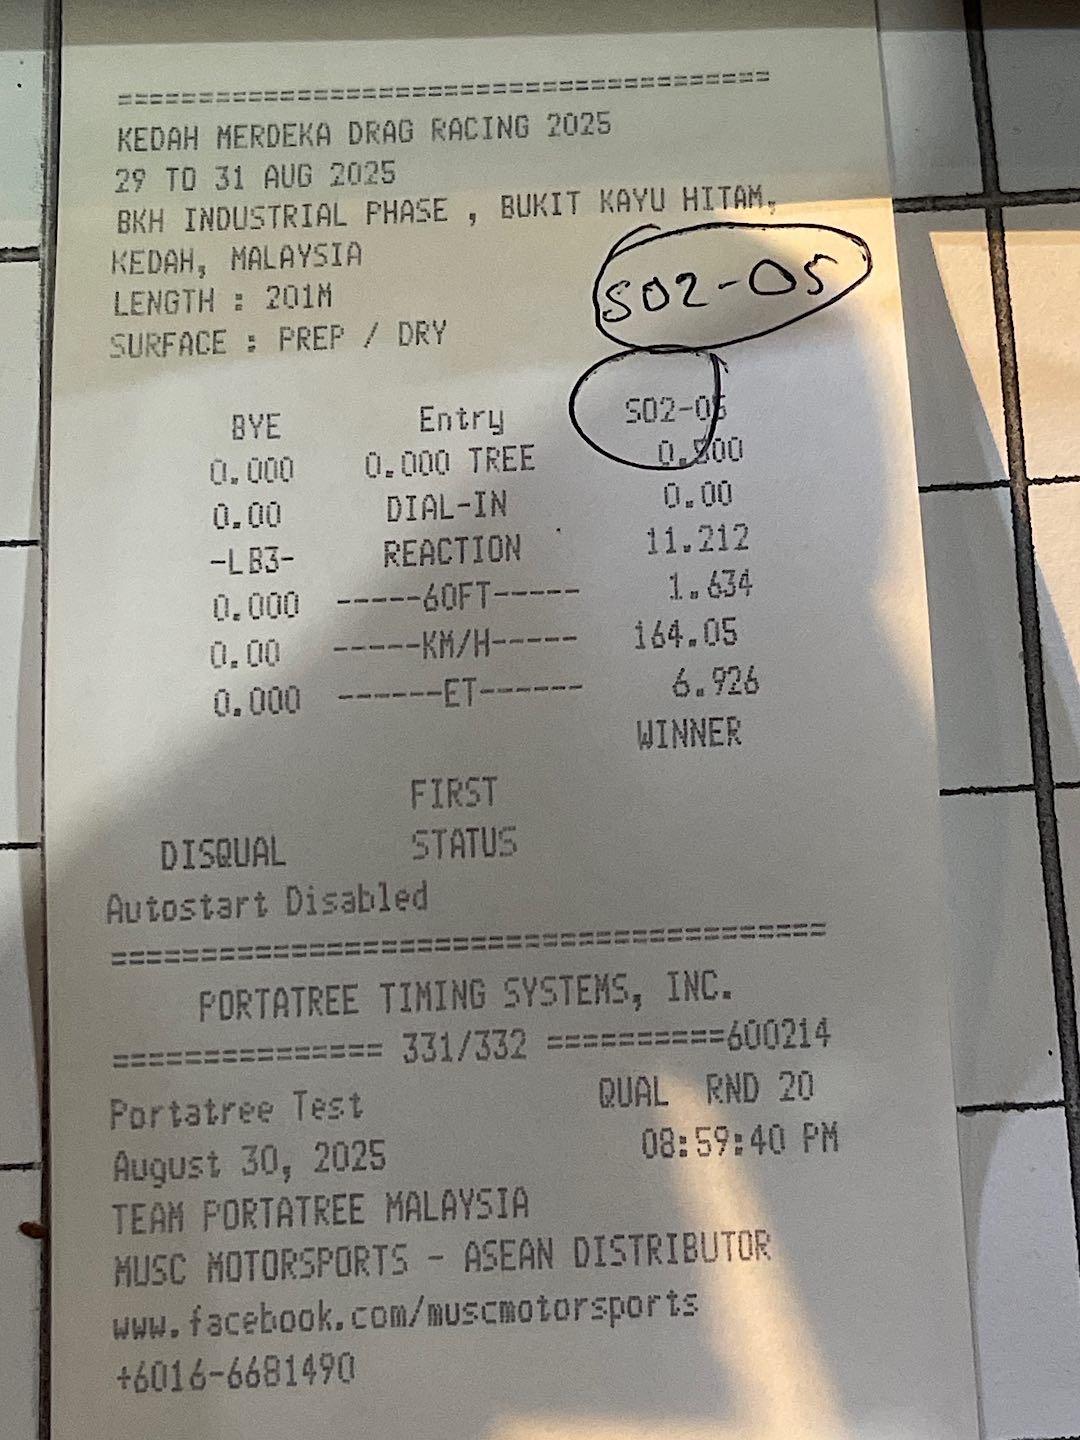 =====================================
KEDAH MERDEKA DRAG RACING 2025
29 TO 31 AUG 2025
BKH INDUSTRIAL PHASE , BUKIT KAYU HITAM,
KEDAH, MALAYSIA
S02-05
LENGTH : 201M
SURFACE : PREP / DRY
BYE Entry S02-05
0.000 0.000 TREE 0.500
0.00 DIAL-IN 0.00
-LB3- REACTION 11.212
0.000 -----60FT----- 1.634
0.00 -----KM/H----- 164.05
0.000 ------ET------ 6.926
WINNER
FIRST
DISQUAL STATUS
Autostart Disabled
========================================
PORTATREE TIMING SYSTEMS, INC.
=============== 331/332 ==========600214
Portatree Test QUAL RND 20
August 30, 2025 08:59:40 PM
TEAM PORTATREE MALAYSIA
MUSC MOTORSPORTS - ASEAN DISTRIBUTOR
www.facebook.com/muscmotorsports
+6016-6681490